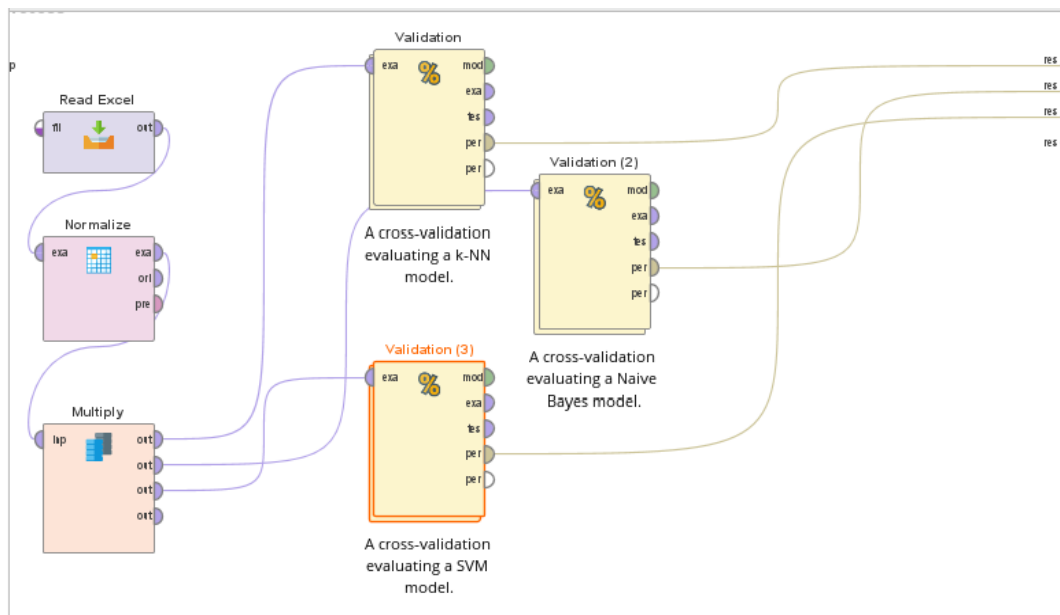 Validation
exa
mod
exa
tes
per
per
A cross-validation
evaluating a k-NN
model.
p
Read Excel
fil
out
Normalize
exa
exa
ori
pre
Multiply
inp
out
out
out
out
Validation (2)
exa
mod
exa
tes
per
per
A cross-validation
evaluating a Naive
Bayes model.
Validation (3)
exa
mod
exa
tes
per
per
A cross-validation
evaluating a SVM
model.
res
res
res
res